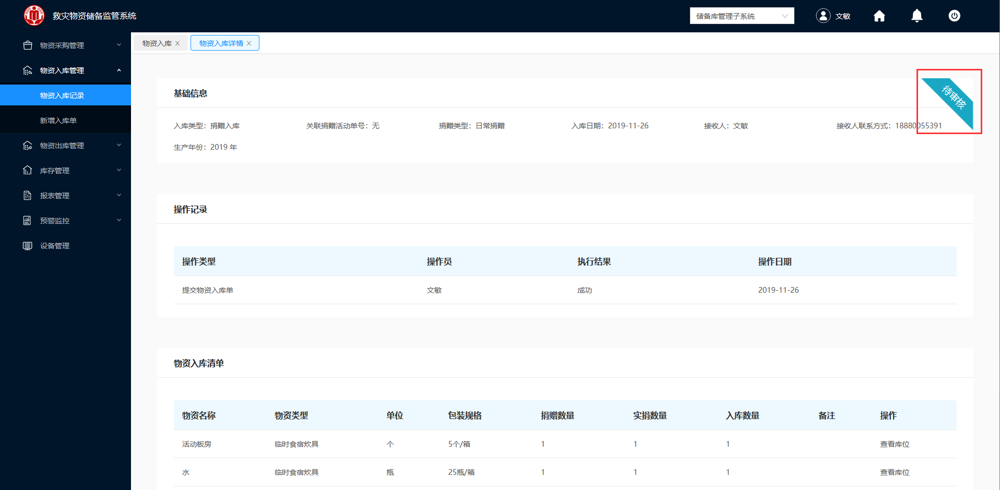 救灾物资储备监管系统
储备库管理子系统
文敏
物资采购管理
物资入库管理
物资入库记录
新增入库单
物资出库管理
库存管理
报表管理
预警监控
设备管理
物资入库
物资入库详情
基础信息
待审核
入库类型：捐赠入库 关联捐赠活动单号：无 捐赠类型：日常捐赠 入库日期：2019-11-26 接收人：文敏 接收人联系方式：18880055391
生产年份：2019 年
操作记录
操作类型 操作员 执行结果 操作日期
提交物资入库单 文敏 成功 2019-11-26
物资入库清单
物资名称 物资类型 单位 包装规格 捐赠数量 实捐数量 入库数量 备注 操作
活动板房 临时食宿炊具 个 5个/箱 1 1 1 查看库位
水 临时食宿炊具 瓶 25瓶/箱 1 1 1 查看库位